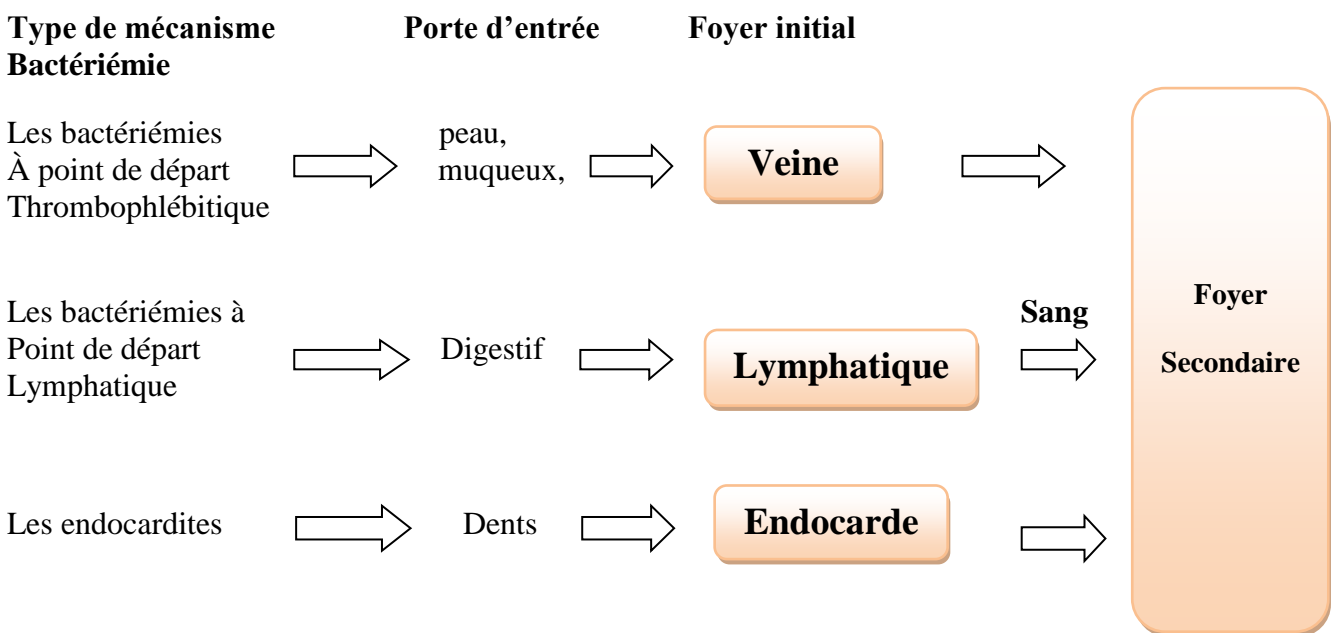 Type de mécanisme Porte d’entrée Foyer initial
Bactériémie
Les bactériémies
À point de départ
Thrombophlébitique
peau,
muqueux,
Veine
Les bactériémies à
Point de départ
Lymphatique
Digestif
Lymphatique
Sang
Foyer
Secondaire
Les endocardites
Dents
Endocarde